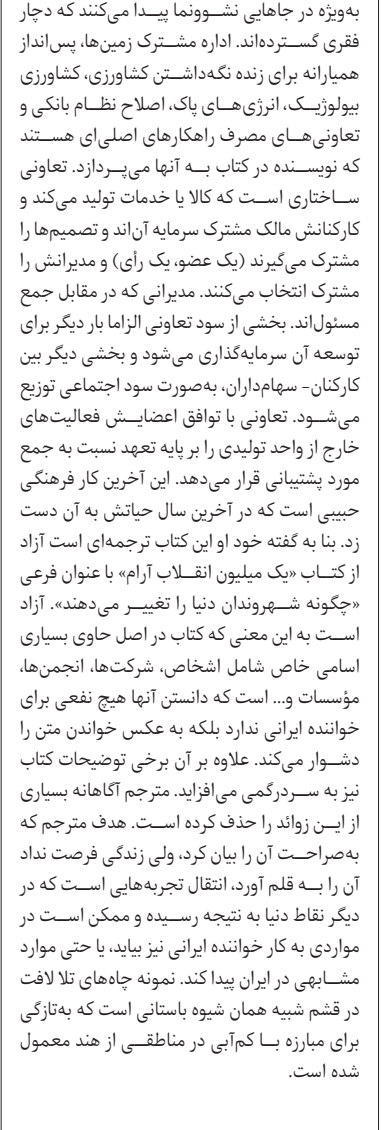 به‌ویژه در جاهایی نشوونما پیدا می‌کنند که دچار
فقری گسترده‌اند. اداره مشترک زمین‌ها، پس‌انداز
همیارانه برای زنده نگه‌داشتن کشاورزی، کشاورزی
بیولوژیک، انرژی‌های پاک، اصلاح نظام بانکی و
تعاونی‌های مصرف راهکارهای اصلی‌ای هستند
که نویسنده در کتاب به آنها می‌پردازد. تعاونی
ساختاری است که کالا یا خدمات تولید می‌کند و
کارکنانش مالک مشترک سرمایه آن‌اند و تصمیم‌ها را
مشترک می‌گیرند (یک عضو، یک رأی) و مدیرانش را
مشترک انتخاب می‌کنند. مدیرانی که در مقابل جمع
مسئول‌اند. بخشی از سود تعاونی الزاما بار دیگر برای
توسعه آن سرمایه‌گذاری می‌شود و بخشی دیگر بین
کارکنان- سهام‌داران، به‌صورت سود اجتماعی توزیع
می‌شود. تعاونی با توافق اعضایش فعالیت‌های
خارج از واحد تولیدی را بر پایه تعهد نسبت به جمع
مورد پشتیبانی قرار می‌دهد. این آخرین کار فرهنگی
حبیبی است که در آخرین سال حیاتش به آن دست
زد. بنا به گفته خود او این کتاب ترجمه‌ای است آزاد
از کتاب «یک میلیون انقلاب آرام» با عنوان فرعی
«چگونه شهروندان دنیا را تغییر می‌دهند». آزاد
است به این معنی که کتاب در اصل حاوی بسیاری
اسامی خاص شامل اشخاص، شرکت‌ها، انجمن‌ها،
مؤسسات و... است که دانستن آنها هیچ نفعی برای
خواننده ایرانی ندارد بلکه به عکس خواندن متن را
دشوار می‌کند. علاوه بر آن برخی توضیحات کتاب
نیز به سردرگمی می‌افزاید. مترجم آگاهانه بسیاری
از این زوائد را حذف کرده است. هدف مترجم که
به‌صراحت آن را بیان کرد، ولی زندگی فرصت نداد
آن را به قلم آورد، انتقال تجربه‌هایی است که در
دیگر نقاط دنیا به نتیجه رسیده و ممکن است در
مواردی به کار خواننده ایرانی نیز بیاید، یا حتی موارد
مشابهی در ایران پیدا کند. نمونه چاه‌های تلا لافت
در قشم شبیه همان شیوه باستانی است که به‌تازگی
برای مبارزه با کم‌آبی در مناطقی از هند معمول
شده است.